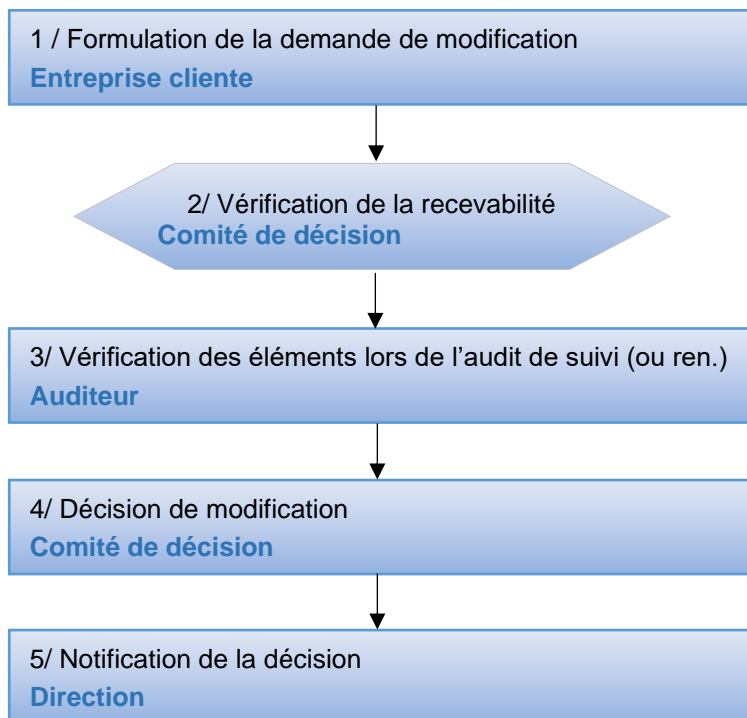 1 / Formulation de la demande de modification
Entreprise cliente
2/ Vérification de la recevabilité
Comité de décision
3/ Vérification des éléments lors de l’audit de suivi (ou ren.)
Auditeur
4/ Décision de modification
Comité de décision
5/ Notification de la décision
Direction